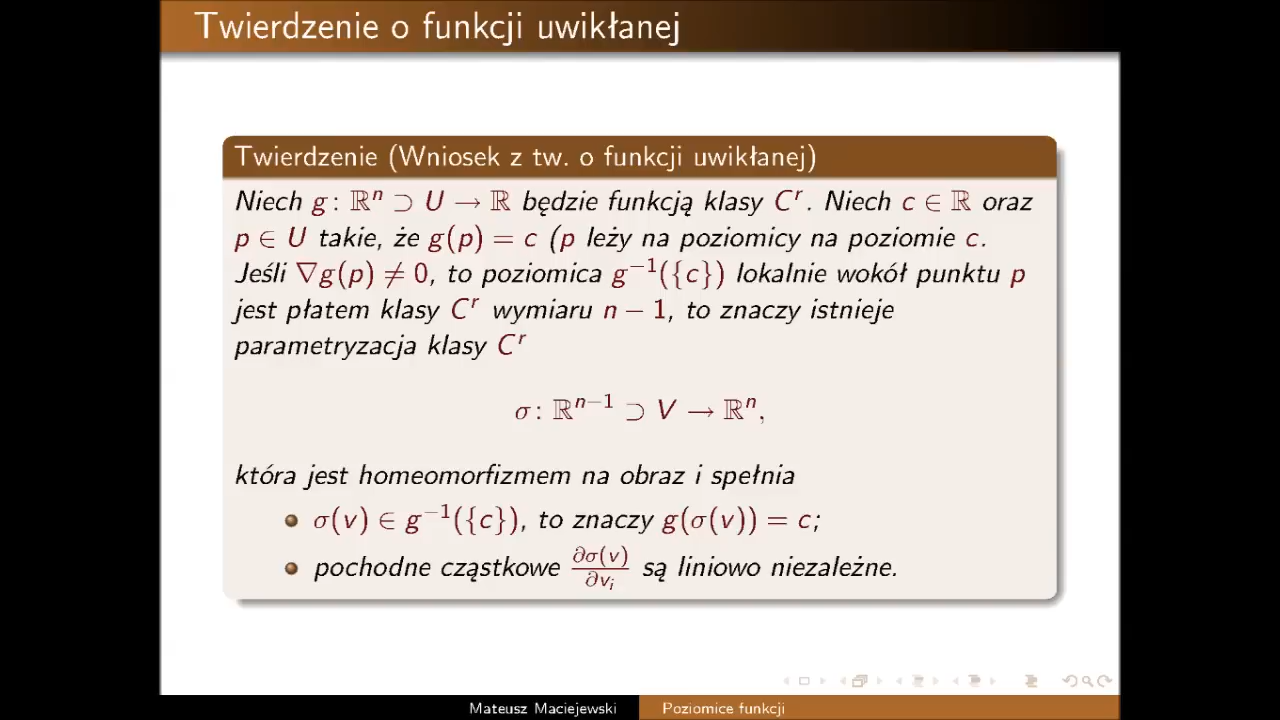 Twierdzenie o funkcji uwikłanej
Twierdzenie (Wniosek z tw. o funkcji uwikłanej)
Niech g: ℝⁿ ⊃ U → ℝ będzie funkcją klasy Cʳ. Niech c ∈ ℝ oraz
p ∈ U takie, że g(p) = c (p leży na poziomicy na poziomie c.
Jeśli ∇g(p) ≠ 0, to poziomica g⁻¹({c}) lokalnie wokół punktu p
jest płatem klasy Cʳ wymiaru n − 1, to znaczy istnieje
parametryzacja klasy Cʳ
σ: ℝⁿ⁻¹ ⊃ V → ℝⁿ,
która jest homeomorfizmem na obraz i spełnia
• σ(v) ∈ g⁻¹({c}), to znaczy g(σ(v)) = c;
• pochodne cząstkowe ∂σ(v)/∂vᵢ są liniowo niezależne.
Mateusz Maciejewski Poziomice funkcji